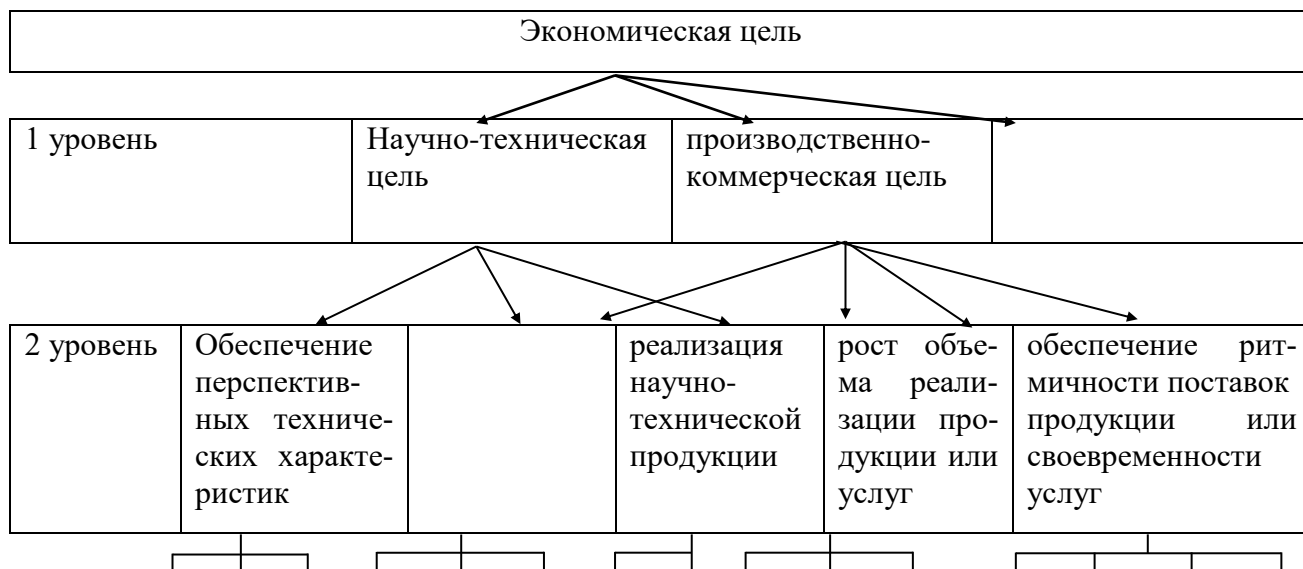 Экономическая цель
1 уровень
Научно-техническая
цель
производственно-
коммерческая цель
2 уровень
Обеспечение
перспектив-
ных техниче-
ских характе-
ристик
реализация
научно-
технической
продукции
рост объе-
ма реали-
зации про-
дукции или
услуг
обеспечение рит-
мичности поставок
продукции или
своевременности
услуг